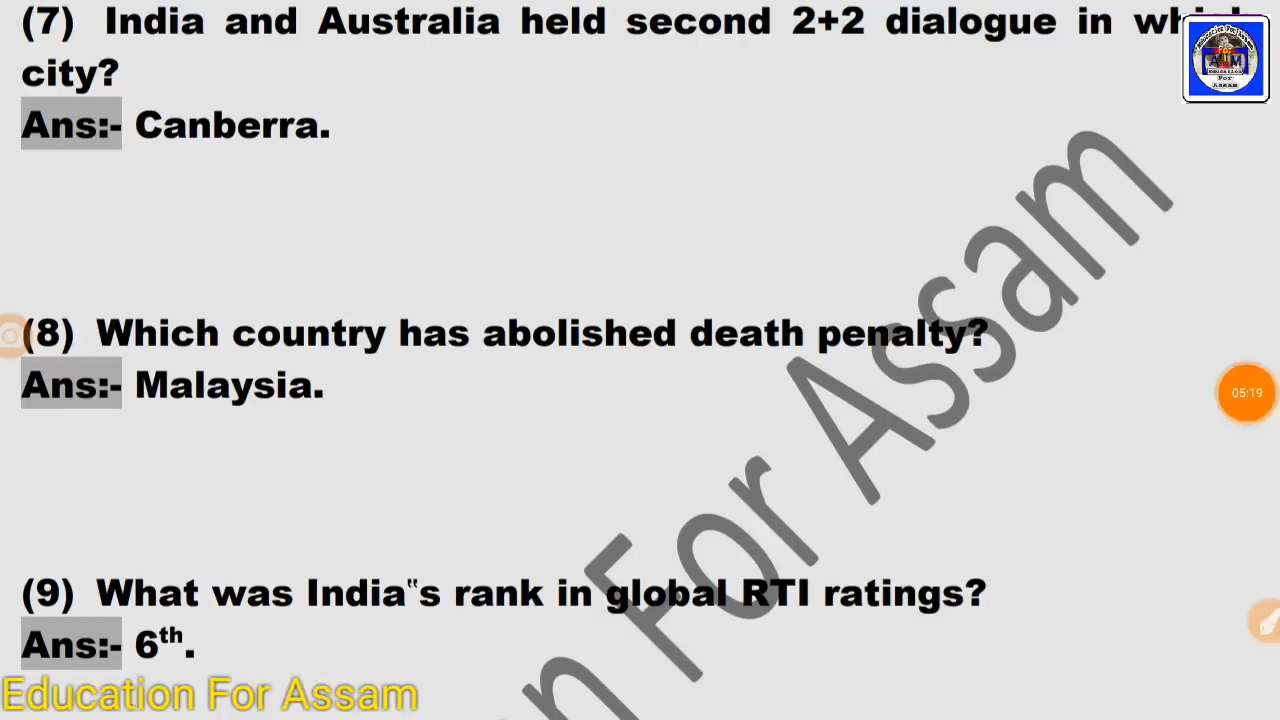 (7) India and Australia held second 2+2 dialogue in which
city?
Ans:- Canberra.
(8) Which country has abolished death penalty?
Ans:- Malaysia.
05:19
(9) What was India‟s rank in global RTI ratings?
Ans:- 6th.
Education For Assam
n For Assam